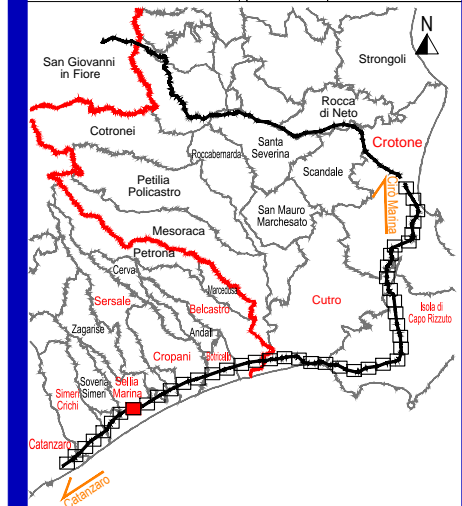 N
San Giovanni
in Fiore
Strongoli
Rocca
di Neto
Cotronei
Crotone
Santa
Severina
Roccabernarda
Scandale
Petilia
Policastro
Cirò Marina
San Mauro
Marchesato
Mesoraca
Petrona
Cerva
Marcedusa
Sersale
Belcastro
Cutro
Isola di
Capo Rizzuto
Zagarise
Andali
Cropani
Botricello
Soveria
Simeri
Sellia
Marina
Simeri
Crichi
Catanzaro
Catanzaro